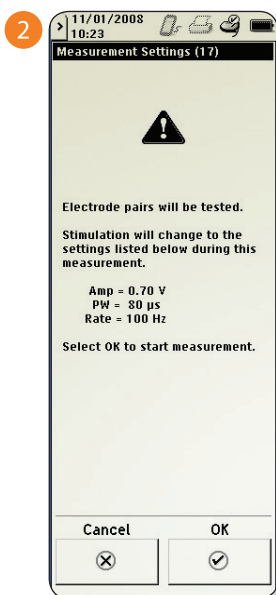 2
> 11/01/2008
10:23
Measurement Settings (17)
Electrode pairs will be tested.
Stimulation will change to the
settings listed below during this
measurement.
Amp = 0.70 V
PW = 80 µs
Rate = 100 Hz
Select OK to start measurement.
Cancel OK